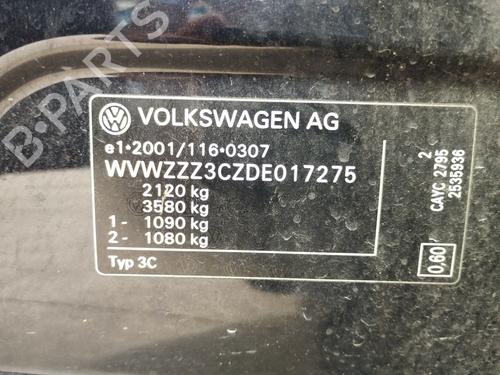 VOLKSWAGEN AG
e1*2001/116*0307
WVWZZZ3CZDE017275
2120 kg
3580 kg
1- 1090 kg
2- 1080 kg
Typ 3C
CAYC 2795 2
2535936
0,60